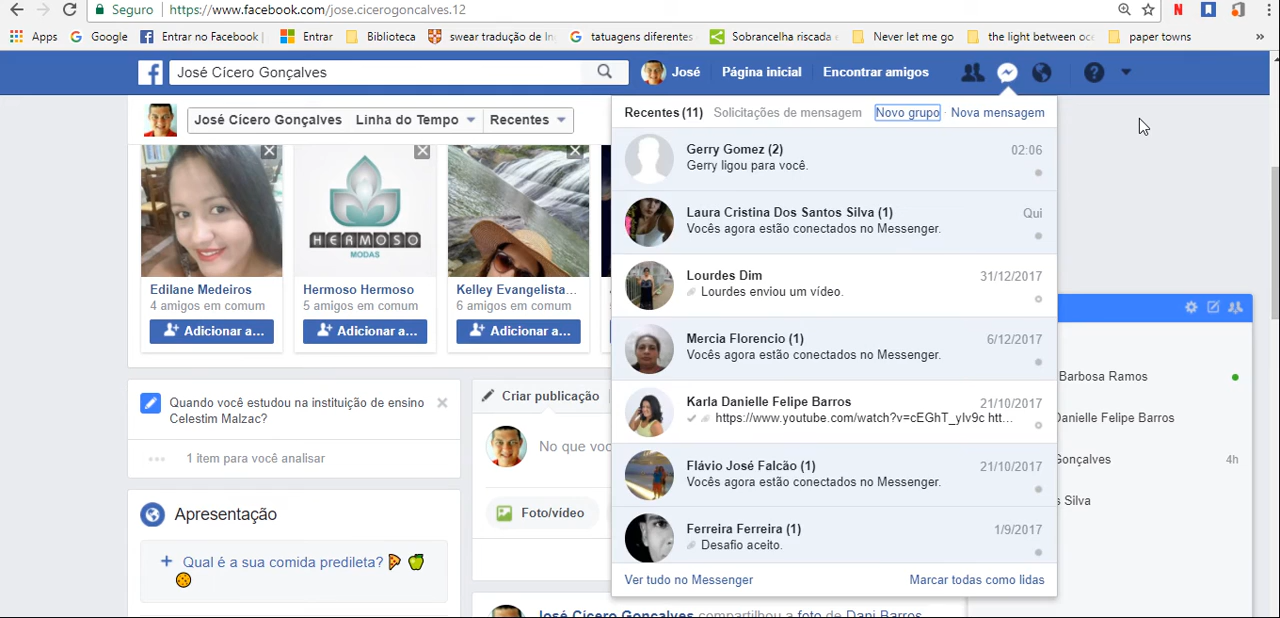 Seguro https://www.facebook.com/jose.cicerogoncalves.12
Apps Google Entrar no Facebook | Entrar Biblioteca swear tradução de In tatuagens diferentes Sobrancelha riscada Never let me go the light between oc paper towns »
José Cícero Gonçalves José Página inicial Encontrar amigos
José Cícero Gonçalves Linha do Tempo Recentes
Recentes (11) Solicitações de mensagem Novo grupo · Nova mensagem
Gerry Gomez (2) 02:06
Gerry ligou para você.
Laura Cristina Dos Santos Silva (1) Qui
Vocês agora estão conectados no Messenger.
Lourdes Dim 31/12/2017
Lourdes enviou um vídeo.
Mercia Florencio (1) 6/12/2017
Vocês agora estão conectados no Messenger.
Karla Danielle Felipe Barros 21/10/2017
https://www.youtube.com/watch?v=cEGhT_yIv9c htt...
Flávio José Falcão (1) 21/10/2017
Vocês agora estão conectados no Messenger.
Ferreira Ferreira (1) 1/9/2017
Desafio aceito.
Ver tudo no Messenger Marcar todas como lidas
HERMOSO
MODAS
Edilane Medeiros
4 amigos em comum
Adicionar a...
Hermoso Hermoso
5 amigos em comum
Adicionar a...
Kelley Evangelista...
6 amigos em comum
Adicionar a...
Quando você estudou na instituição de ensino
Celestim Malzac?
1 item para você analisar
Apresentação
+ Qual é a sua comida predileta?
Criar publicação
No que voc
Foto/vídeo
José Cícero Gonçalves compartilhou a foto de Dani Barros
Barbosa Ramos
Danielle Felipe Barros
Gonçalves 4h
s Silva